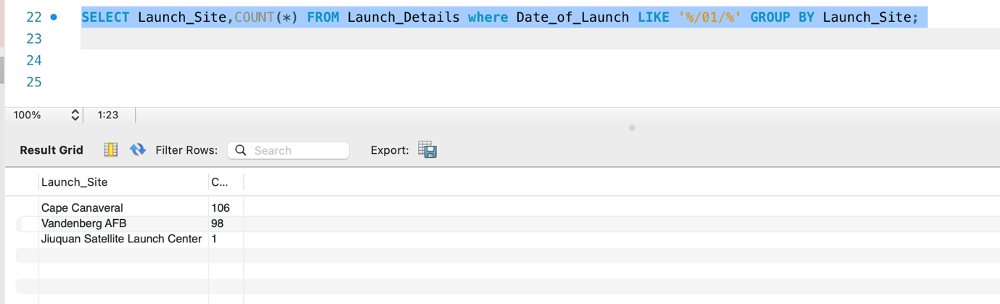 22 SELECT Launch_Site,COUNT(*) FROM Launch_Details where Date_of_Launch LIKE '%/01/%' GROUP BY Launch_Site;
23
24
25
100% 1:23
Result Grid Filter Rows: Search Export:
Launch_Site C...
Cape Canaveral 106
Vandenberg AFB 98
Jiuquan Satellite Launch Center 1